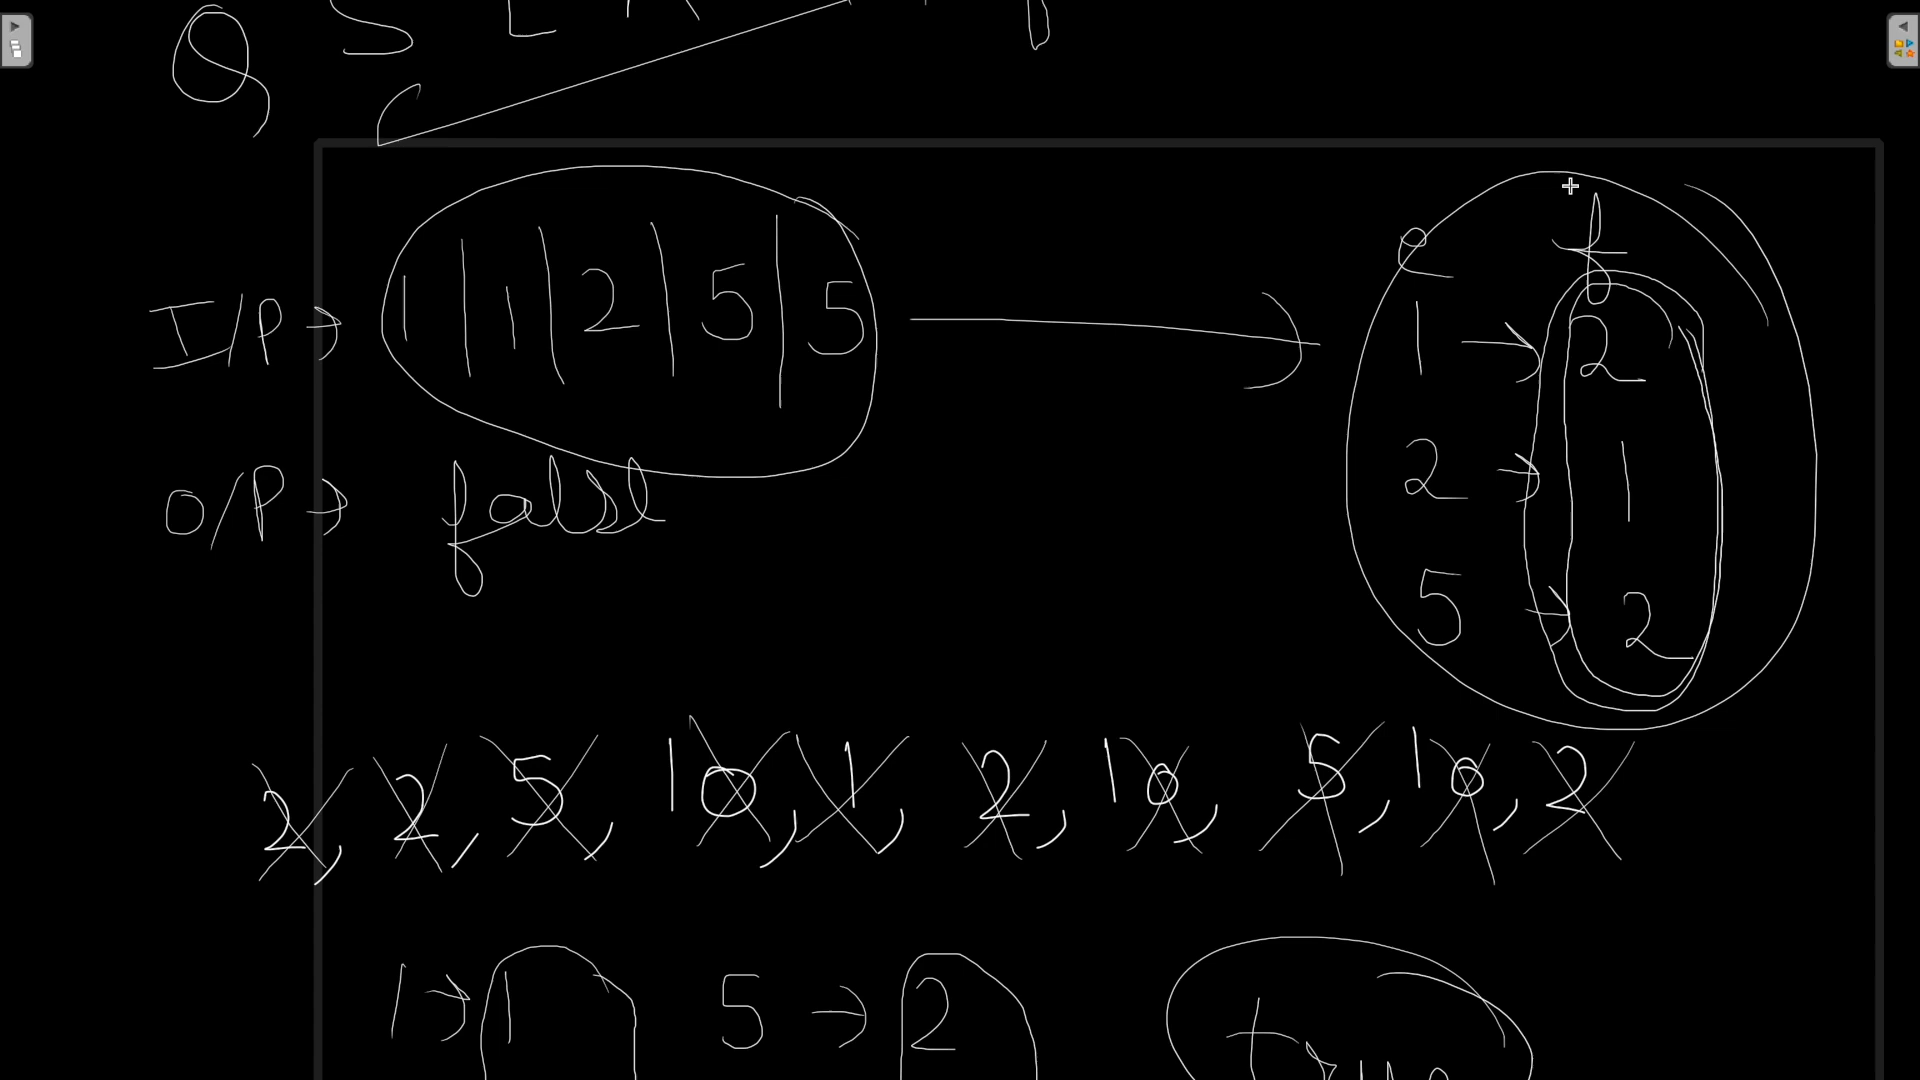 Q,
e f
I/P → 1 | 1 | 2 | 5 | 5 → 1 → 2
O/P → false 2 → 1
5 → 2
2, 2, 5, 10, 1, 2, 10, 5, 10, 2
1 → 1 5 → 2 true